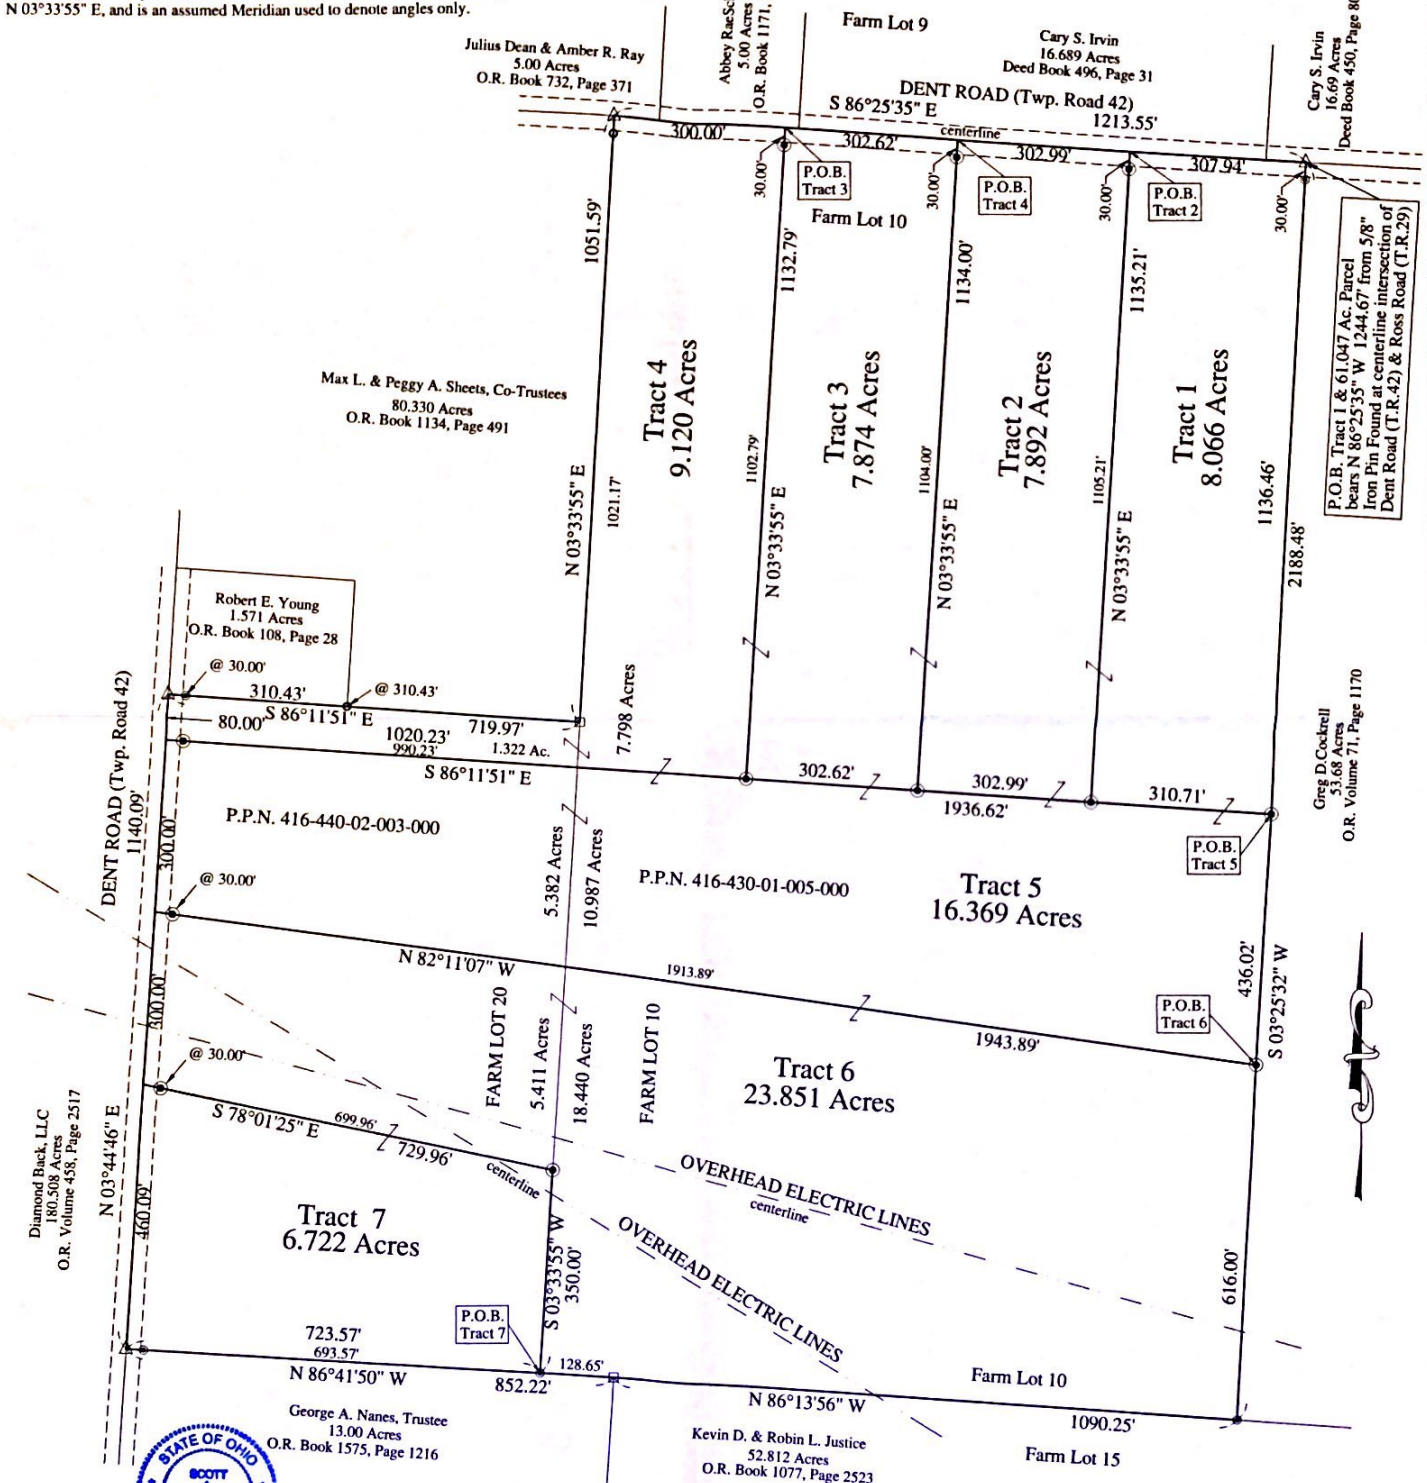 N 03°33'55" E, and is an assumed Meridian used to denote angles only.
Julius Dean & Amber R. Ray
5.00 Acres
O.R. Book 732, Page 371
5.00 Acres
O.R. Book 1171,
Farm Lot 9
Cary S. Irvin
16.689 Acres
Deed Book 496, Page 31
Cary S. Irvin
16.69 Acres
Deed Book 450, Page
DENT ROAD (Twp. Road 42)
S 86°25'35" E
1213.55'
centerline
300.00'
302.62'
302.99'
307.94'
30.00'
30.00'
30.00'
30.00'
P.O.B.
Tract 3
P.O.B.
Tract 4
P.O.B.
Tract 2
Farm Lot 10
P.O.B. Tract 1 & 61.047 Ac. Parcel
bears N 86°25'35" W 1244.67' from 5/8"
Iron Pin Found at centerline intersection of
Dent Road (T.R.42) & Ross Road (T.R.29)
1051.59'
1132.79'
1134.00'
1135.21'
Max L. & Peggy A. Sheets, Co-Trustees
80.330 Acres
O.R. Book 1134, Page 491
Tract 4
9.120 Acres
Tract 3
7.874 Acres
Tract 2
7.892 Acres
Tract 1
8.066 Acres
N 03°33'55" E
1021.17'
1102.79'
N 03°33'55" E
1104.00'
N 03°33'55" E
1105.21'
N 03°33'55" E
1136.46'
2188.48'
Robert E. Young
1.571 Acres
O.R. Book 108, Page 28
@ 30.00'
310.43'
@ 310.43'
S 86°11'51" E
719.97'
80.00'
1020.23'
990.23'
1.322 Ac.
S 86°11'51" E
7.798 Acres
302.62'
302.99'
310.71'
1936.62'
Greg D.Cockrell
53.68 Acres
O.R. Volume 71, Page 1170
DENT ROAD (Twp. Road 42)
1140.09'
300.00'
P.P.N. 416-440-02-003-000
@ 30.00'
5.382 Acres
10.987 Acres
P.P.N. 416-430-01-005-000
Tract 5
16.369 Acres
P.O.B.
Tract 5
N 82°11'07" W
1913.89'
1943.89'
436.02'
S 03°25'32" W
P.O.B.
Tract 6
300.00'
@ 30.00'
FARM LOT 20
5.411 Acres
18.440 Acres
FARM LOT 10
Tract 6
23.851 Acres
S 78°01'25" E
699.96'
729.96'
centerline
OVERHEAD ELECTRIC LINES
centerline
OVERHEAD ELECTRIC LINES
Diamond Back, LLC
180.508 Acres
O.R. Volume 458, Page 2517
N 03°44'46" E
460.09'
Tract 7
6.722 Acres
S 03°33'55" W
350.00'
616.00'
P.O.B.
Tract 7
723.57'
693.57'
N 86°41'50" W
852.22'
128.65'
N 86°13'56" W
1090.25'
Farm Lot 10
Farm Lot 15
George A. Nanes, Trustee
13.00 Acres
O.R. Book 1575, Page 1216
Kevin D. & Robin L. Justice
52.812 Acres
O.R. Book 1077, Page 2523
STATE OF OHIO
SCOTT